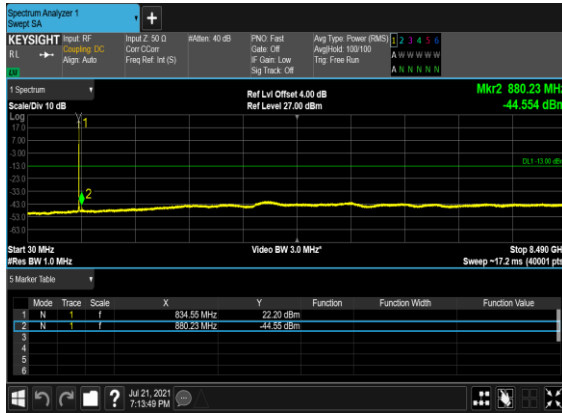 Spectrum Analyzer 1
Swept SA
+
KEYSIGHT Input: RF Input Z: 50 Ω #Atten: 40 dB PNO: Fast Avg Type: Power (RMS) 1 2 3 4 5 6
RL Coupling: DC Corr CCorr Gate: Off Avg|Hold: 100/100 A W W W W W
Align: Auto Freq Ref: Int (S) IF Gain: Low Trig: Free Run
LXI Sig Track: Off A N N N N N
1 Spectrum Ref Lvl Offset 4.00 dB Mkr2 880.23 MHz
Scale/Div 10 dB Ref Level 27.00 dBm -44.554 dBm
Log
17.0
7.00
-3.00
-13.0
-23.0
-33.0
-43.0
-53.0
-63.0
1
DL1 -13.00 dBm
2
Start 30 MHz Video BW 3.0 MHz* Stop 8.490 GHz
#Res BW 1.0 MHz Sweep ~17.2 ms (40001 pts)
5 Marker Table
Mode Trace Scale X Y Function Function Width Function Value
1 N 1 f 834.55 MHz 22.20 dBm
2 N 1 f 880.23 MHz -44.55 dBm
3
4
5
6
? Jul 21, 2021
7:13:49 PM